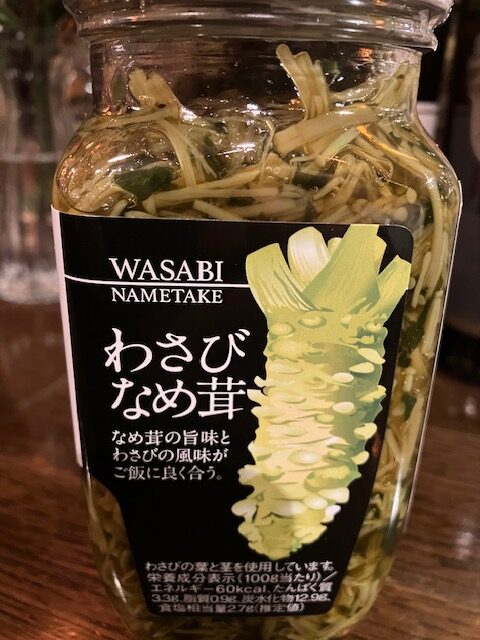 WASABI
NAMETAKE
わさび
なめ茸
なめ茸の旨味と
わさびの風味が
ご飯に良く合う。
わさびの葉と茎を使用しています。
栄養成分表示(100g当たり)/
エネルギー60kcal、たんぱく質
3.3g、脂質0.9g、炭水化物12.9g、
食塩相当量2.7g(推定値)